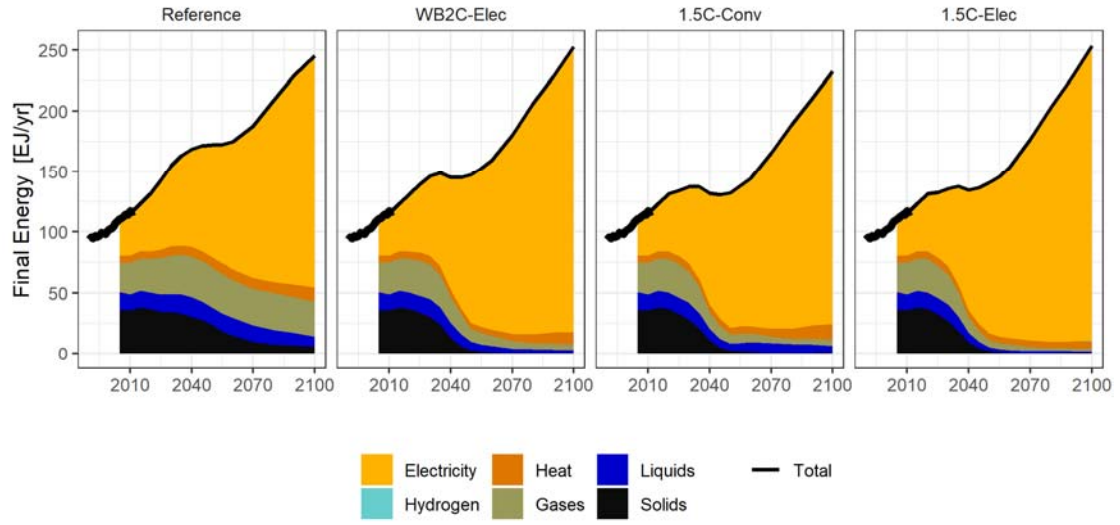 Reference WB2C-Elec 1.5C-Conv 1.5C-Elec
Final Energy [EJ/yr]
250
200
150
100
50
0
2010 2040 2070 2100 2010 2040 2070 2100 2010 2040 2070 2100 2010 2040 2070 2100
Electricity Heat Liquids Total
Hydrogen Gases Solids